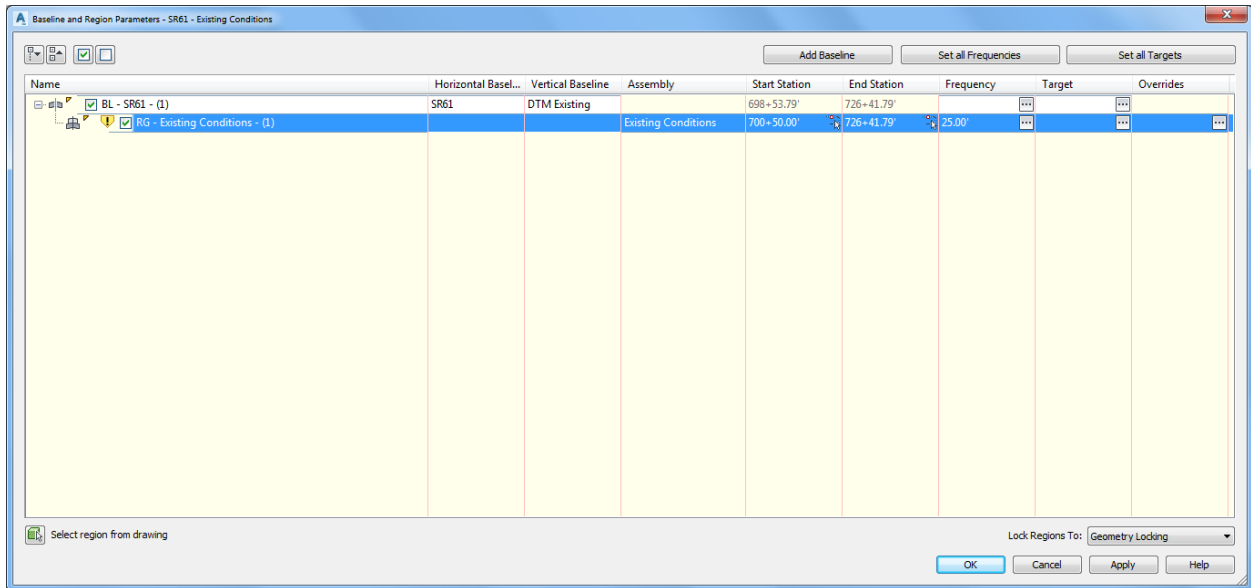 Baseline and Region Parameters - SR61 - Existing Conditions
Add Baseline Set all Frequencies Set all Targets
Name Horizontal Basel... Vertical Baseline Assembly Start Station End Station Frequency Target Overrides
BL - SR61 - (1) SR61 DTM Existing 698+53.79' 726+41.79' ... ...
RG - Existing Conditions - (1) Existing Conditions 700+50.00' 726+41.79' 25.00' ... ... ...
Select region from drawing Lock Regions To: Geometry Locking
OK Cancel Apply Help